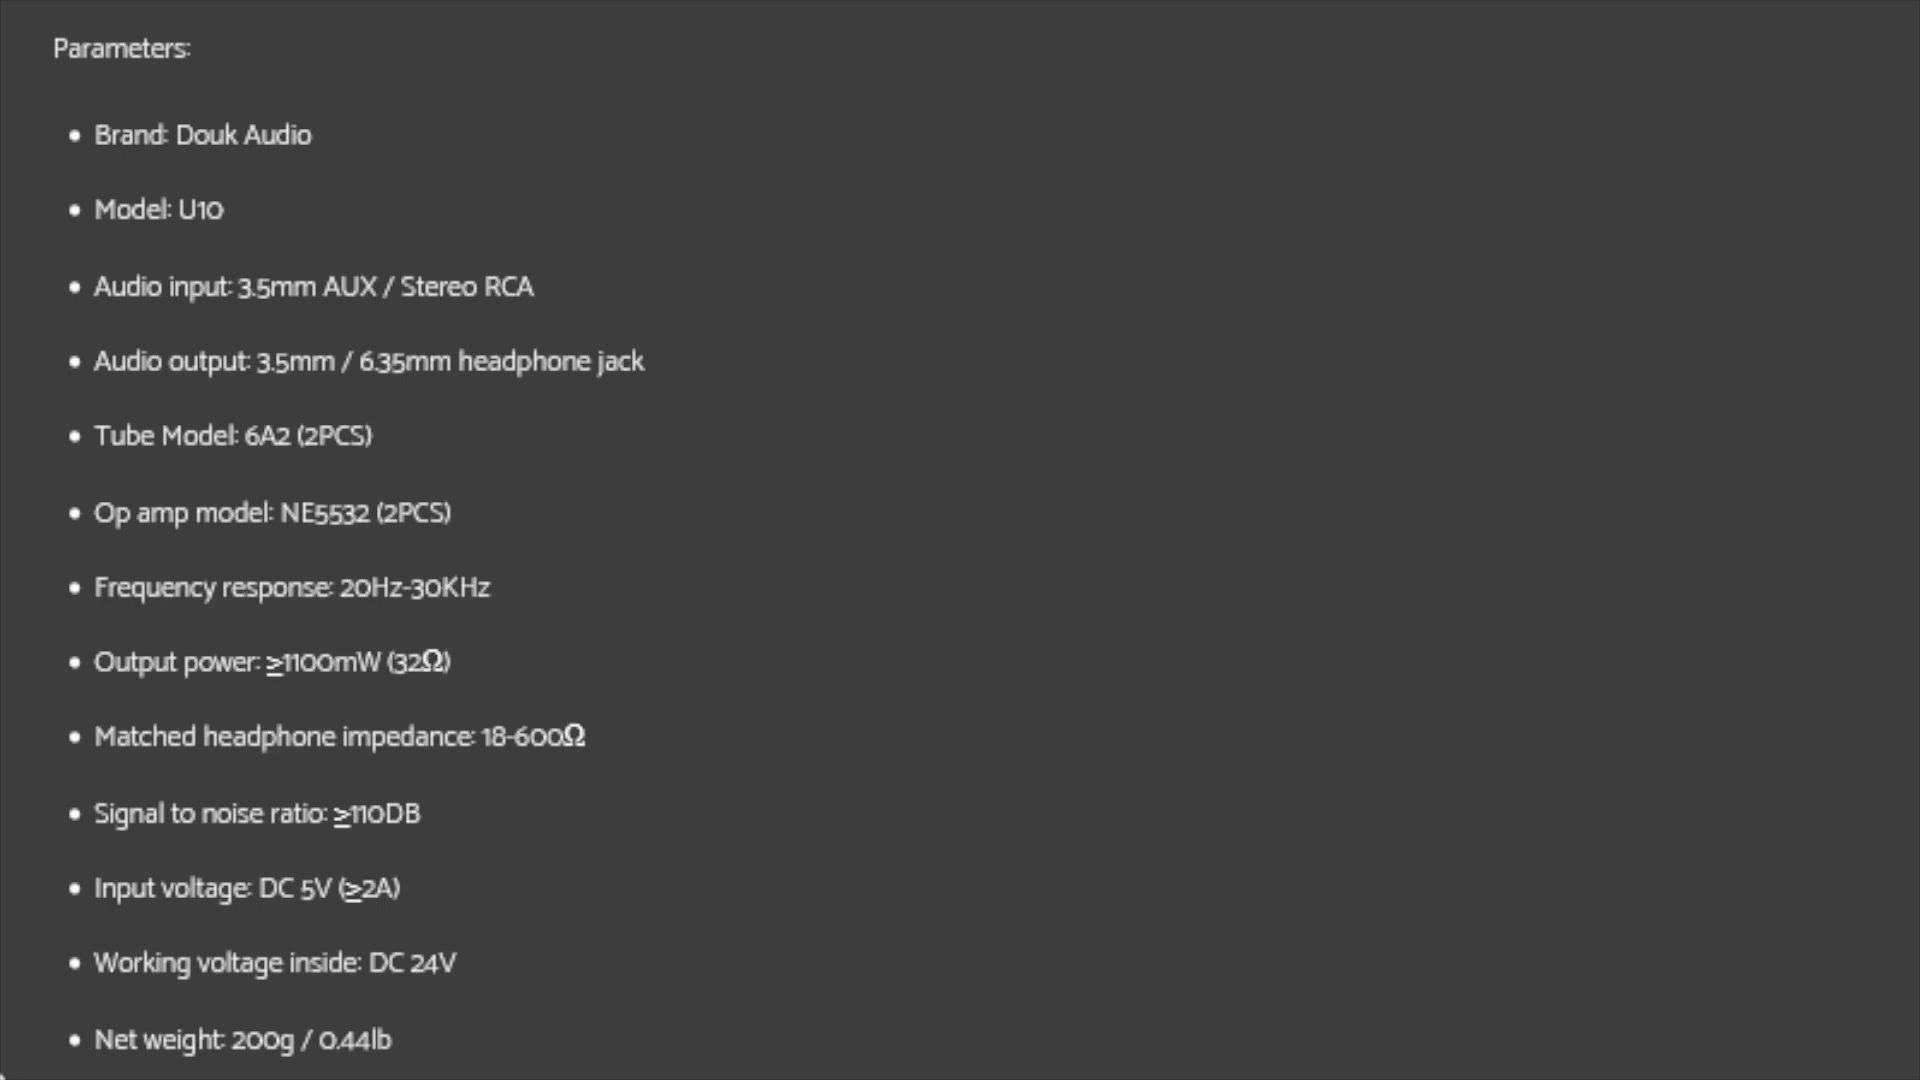 Parameters:
• Brand: Douk Audio
• Model: U10
• Audio input: 3.5mm AUX / Stereo RCA
• Audio output: 3.5mm / 6.35mm headphone jack
• Tube Model: 6A2 (2PCS)
• Op amp model: NE5532 (2PCS)
• Frequency response: 20Hz-30KHz
• Output power: ≥1100mW (32Ω)
• Matched headphone impedance: 18-600Ω
• Signal to noise ratio: ≥110DB
• Input voltage: DC 5V (≥2A)
• Working voltage inside: DC 24V
• Net weight: 200g / 0.44lb